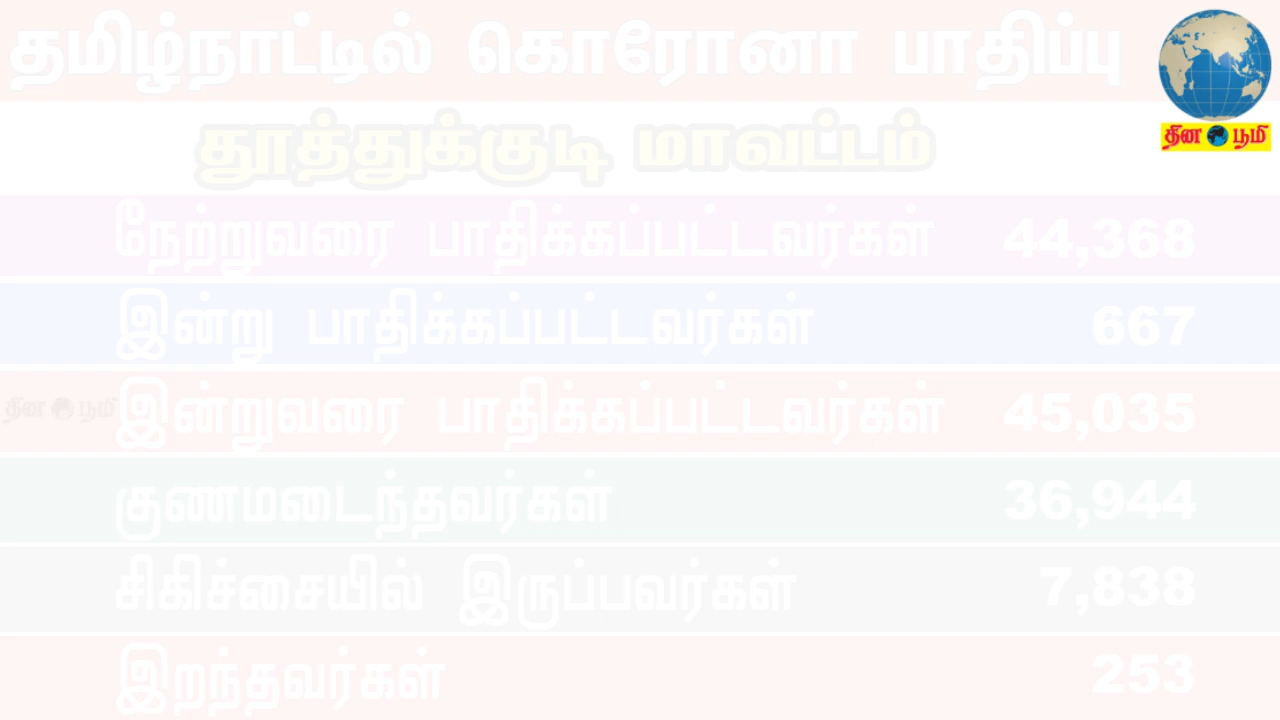 தமிழ்நாட்டில் கொரோனா பாதிப்பு
தின பூமி
தூத்துக்குடி மாவட்டம்
நேற்றுவரை பாதிக்கப்பட்டவர்கள் 44,368
இன்று பாதிக்கப்பட்டவர்கள் 667
தின பூமி
இன்றுவரை பாதிக்கப்பட்டவர்கள் 45,035
குணமடைந்தவர்கள் 36,944
சிகிச்சையில் இருப்பவர்கள் 7,838
இறந்தவர்கள் 253